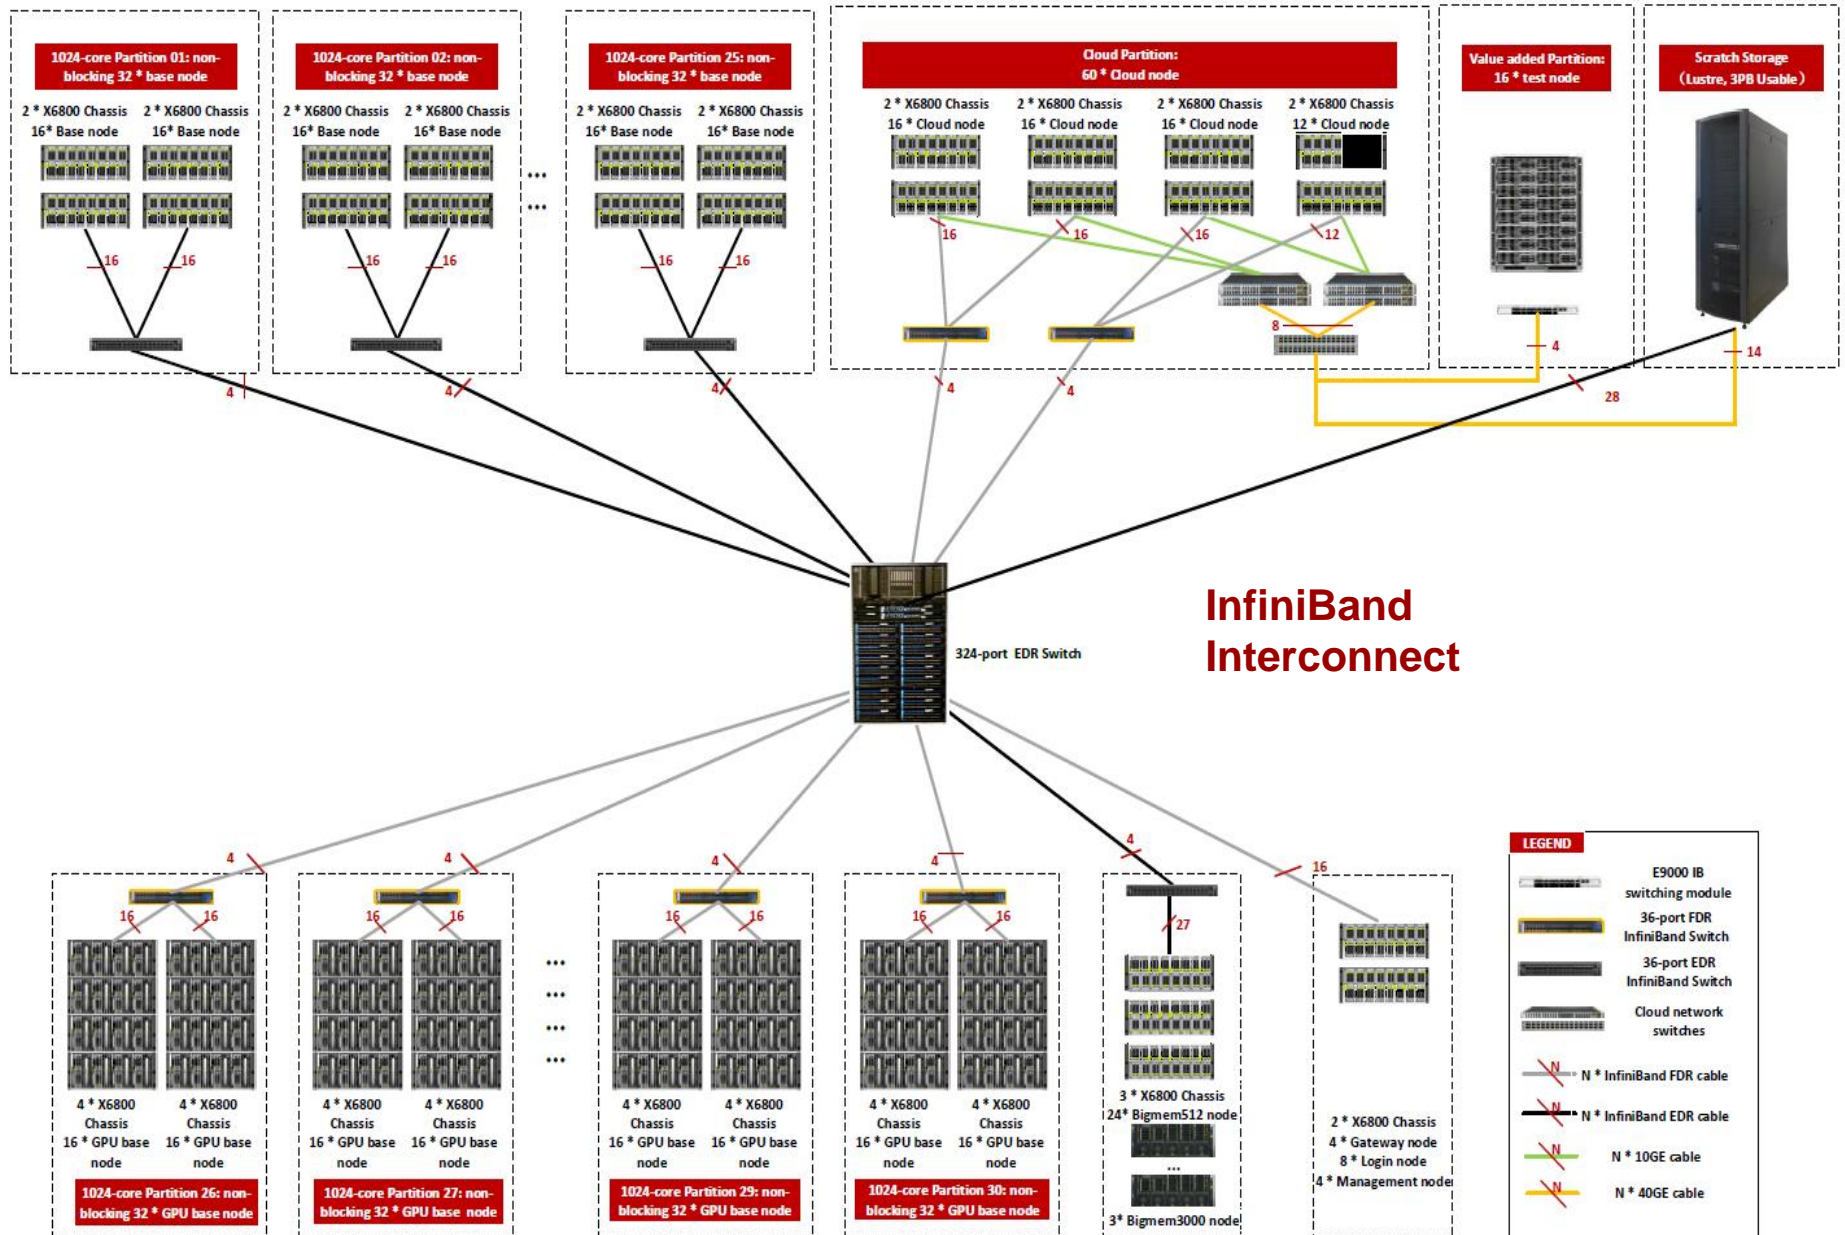 1024-core Partition 01: non-
blocking 32 * base node
2 * X6800 Chassis
16* Base node
2 * X6800 Chassis
16* Base node
16
16
4
1024-core Partition 02: non-
blocking 32 * base node
2 * X6800 Chassis
16* Base node
2 * X6800 Chassis
16* Base node
16
16
4
...
...
1024-core Partition 25: non-
blocking 32 * base node
2 * X6800 Chassis
16* Base node
2 * X6800 Chassis
16* Base node
16
16
4
Cloud Partition:
60 * Cloud node
2 * X6800 Chassis
16 * Cloud node
2 * X6800 Chassis
16 * Cloud node
2 * X6800 Chassis
16 * Cloud node
2 * X6800 Chassis
12 * Cloud node
16
16
16
12
8
4
4
Value added Partition:
16 * test node
4
Scratch Storage
(Lustre, 3PB Usable)
14
28
324-port EDR Switch
InfiniBand
Interconnect
4
16
16
4 * X6800
Chassis
16 * GPU base
node
4 * X6800
Chassis
16 * GPU base
node
1024-core Partition 26: non-
blocking 32 * GPU base node
4
16
16
4 * X6800
Chassis
16 * GPU base
node
4 * X6800
Chassis
16 * GPU base
node
1024-core Partition 27: non-
blocking 32 * GPU base node
...
...
...
...
4
16
16
4 * X6800
Chassis
16 * GPU base
node
4 * X6800
Chassis
16 * GPU base
node
1024-core Partition 29: non-
blocking 32 * GPU base node
4
16
16
4 * X6800
Chassis
16 * GPU base
node
4 * X6800
Chassis
16 * GPU base
node
1024-core Partition 30: non-
blocking 32 * GPU base node
4
27
3 * X6800 Chassis
24* Bigmem512 node
...
3* Bigmem3000 node
16
2 * X6800 Chassis
4 * Gateway node
8 * Login node
4 * Management node
LEGEND
E9000 IB
switching module
36-port FDR
InfiniBand Switch
36-port EDR
InfiniBand Switch
Cloud network
switches
N
N * InfiniBand FDR cable
N
N * InfiniBand EDR cable
N
N * 10GE cable
N
N * 40GE cable